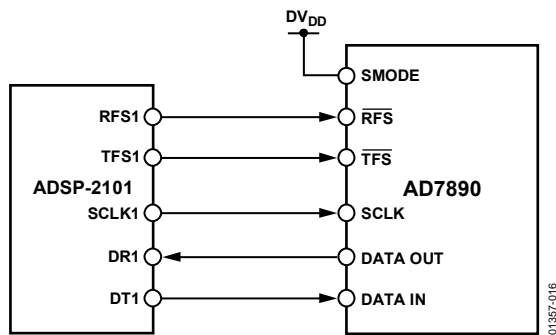 DVDD
SMODE
RFS1
RFS
TFS1
TFS
ADSP-2101
AD7890
SCLK1
SCLK
DR1
DATA OUT
DT1
DATA IN
01357-016